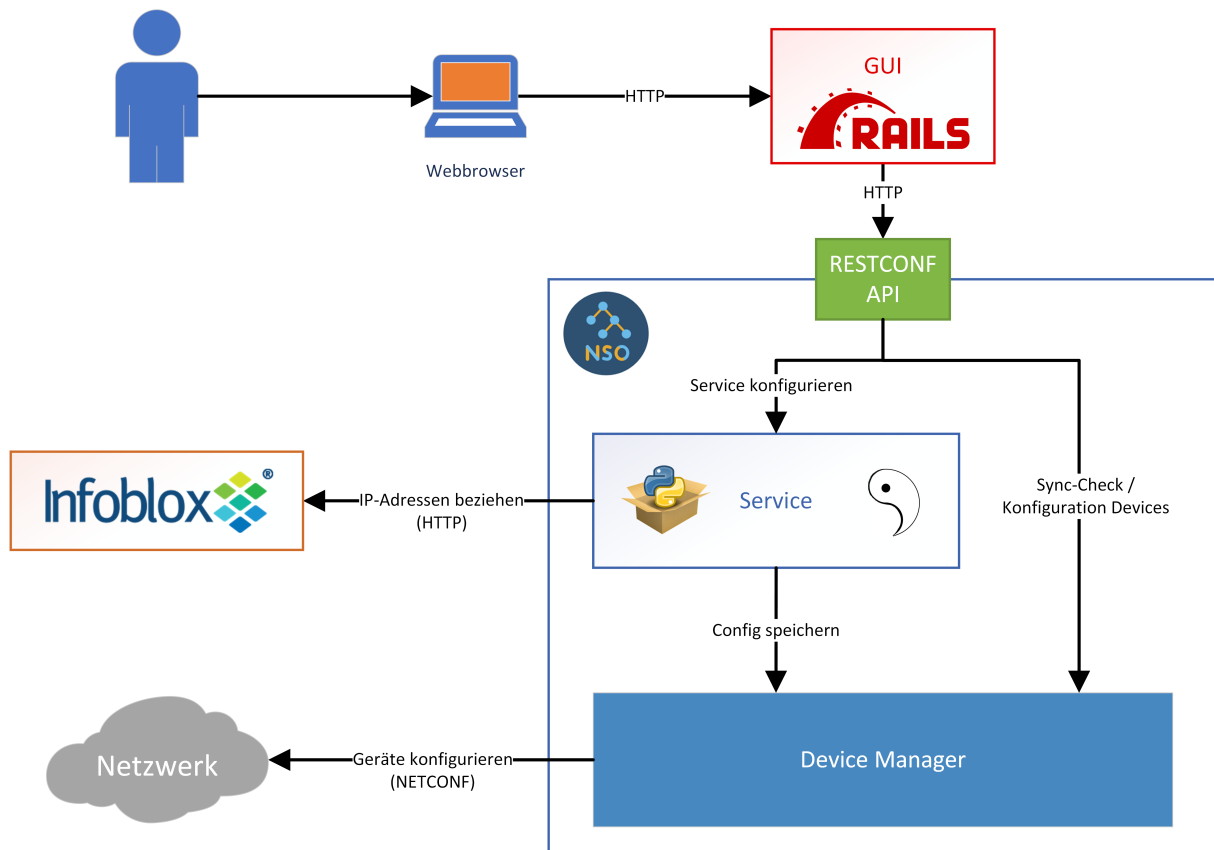 GUI
RAILS
HTTP
Webbrowser
HTTP
RESTCONF
API
NSO
Service konfigurieren
Infoblox®
IP-Adressen beziehen
(HTTP)
Service
Sync-Check /
Konfiguration Devices
Config speichern
Netzwerk
Geräte konfigurieren
(NETCONF)
Device Manager